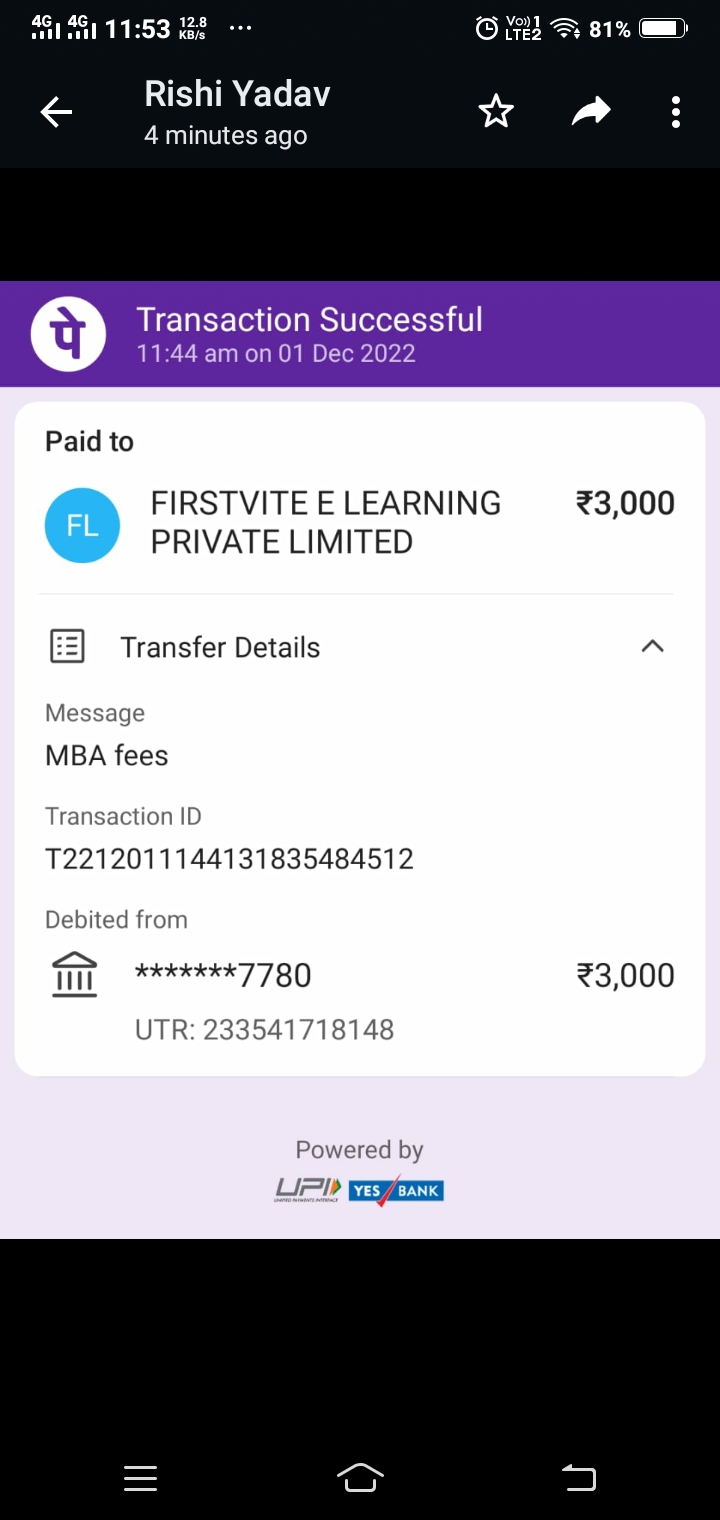 4G 4G 11:53 12.8 KB/s ... Vo)) 1 LTE2 81%
Rishi Yadav
4 minutes ago
पे
Transaction Successful
11:44 am on 01 Dec 2022
Paid to
FL FIRSTVITE E LEARNING ₹3,000
PRIVATE LIMITED
Transfer Details
Message
MBA fees
Transaction ID
T2212011144131835484512
Debited from
*******7780 ₹3,000
UTR: 233541718148
Powered by
UPI YES BANK
UNIFIED PAYMENTS INTERFACE